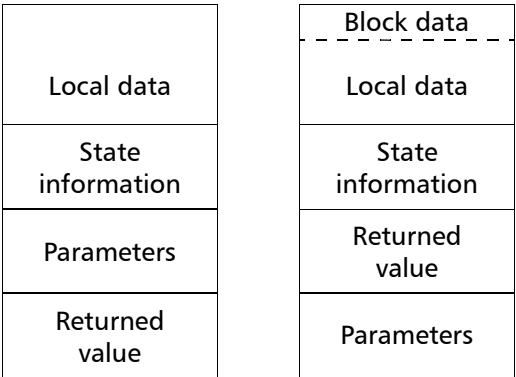 Local data
State
information
Parameters
Returned
value
Block data
Local data
State
information
Returned
value
Parameters